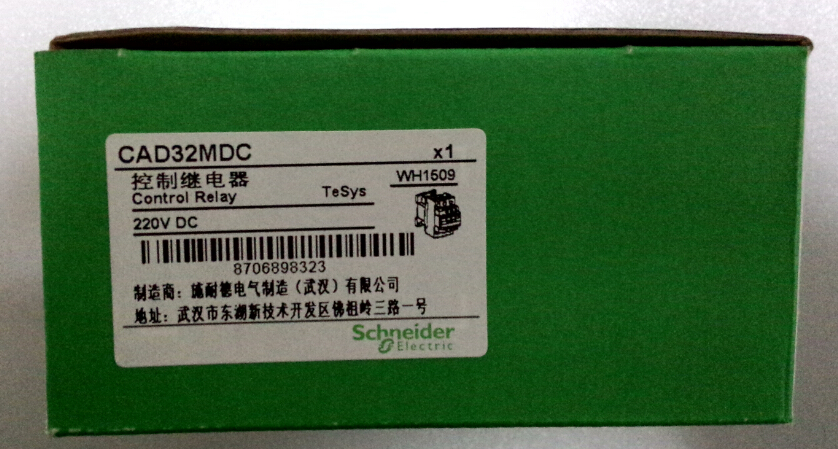 CAD32MDC x1
控制继电器
Control Relay TeSys WH1509
220V DC
8706898323
制造商：施耐德电气制造（武汉）有限公司
地址：武汉市东湖新技术开发区佛祖岭三路一号
Schneider
Electric